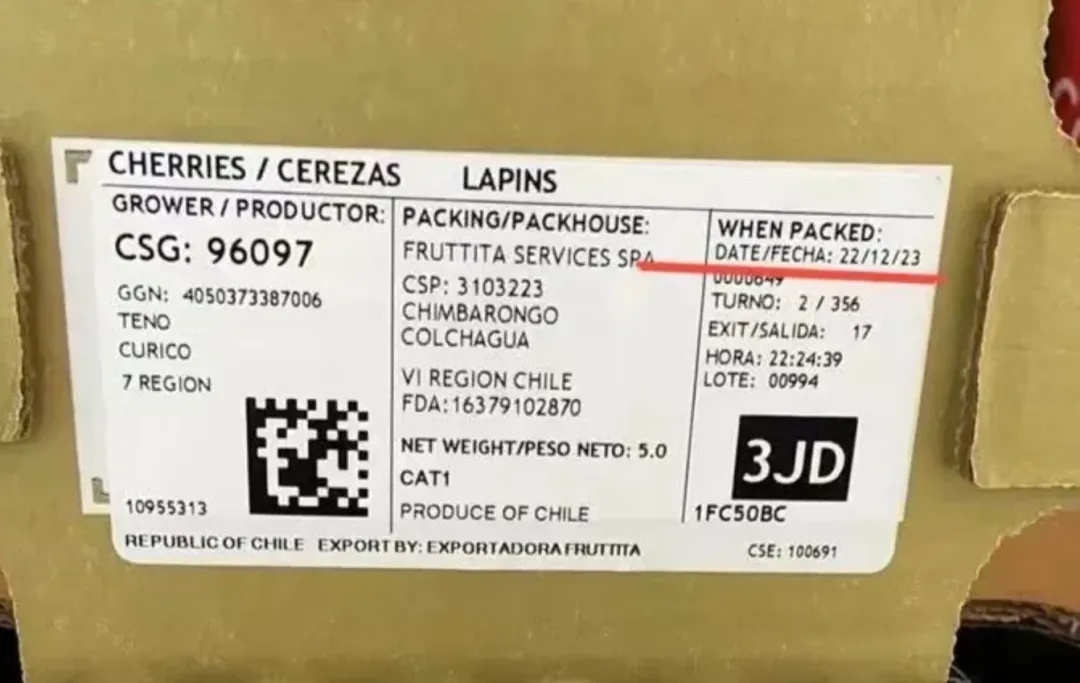 CHERRIES / CEREZAS LAPINS
GROWER / PRODUCTOR:
CSG: 96097
GGN: 4050373387006
TENO
CURICO
7 REGION
10955313
PACKING/PACKHOUSE:
FRUTTITA SERVICES SPA
CSP: 3103223
CHIMBARONGO
COLCHAGUA
VI REGION CHILE
FDA:16379102870
NET WEIGHT/PESO NETO: 5.0
CAT1
PRODUCE OF CHILE
WHEN PACKED:
DATE/FECHA: 22/12/23
0000649
TURNO: 2 / 356
EXIT/SALIDA: 17
HORA: 22:24:39
LOTE: 00994
3JD
1FC50BC
REPUBLIC OF CHILE EXPORT BY: EXPORTADORA FRUTTITA
CSE: 100691